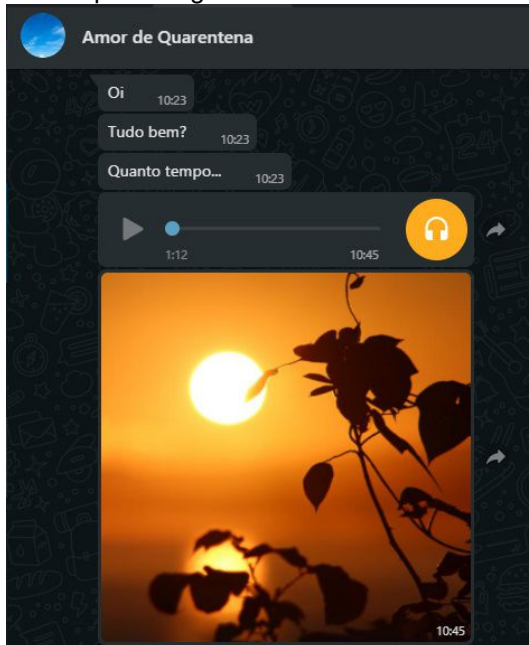 Amor de Quarentena
Oi 10:23
Tudo bem? 10:23
Quanto tempo... 10:23
1:12 10:45
10:45